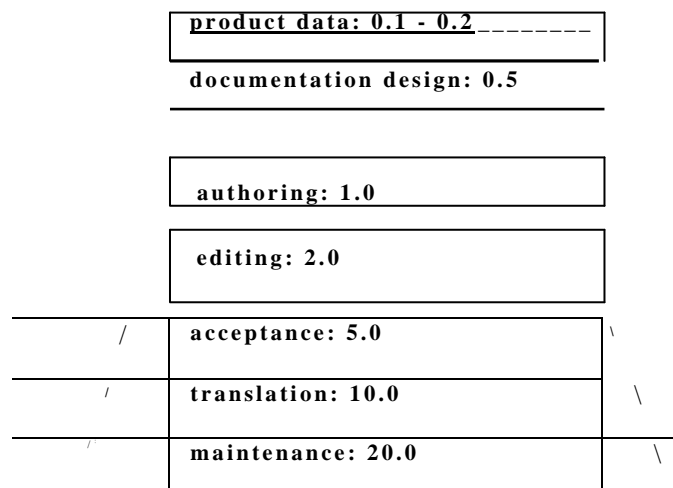 product data: 0.1 - 0.2
documentation design: 0.5
authoring: 1.0
editing: 2.0
acceptance: 5.0
translation: 10.0
maintenance: 20.0